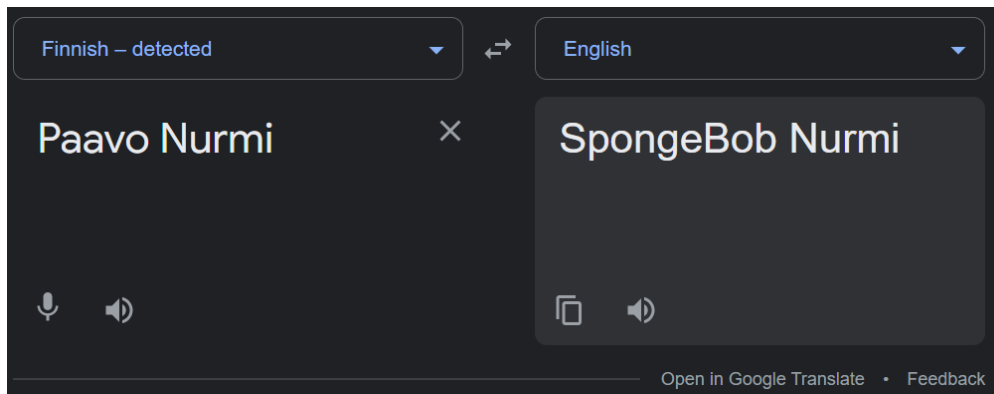 Finnish – detected
English
Paavo Nurmi
SpongeBob Nurmi
Open in Google Translate • Feedback